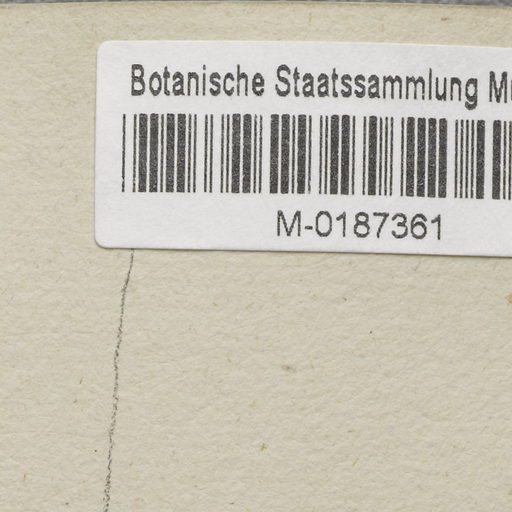 Botanische Staatssammlung
M-0187361